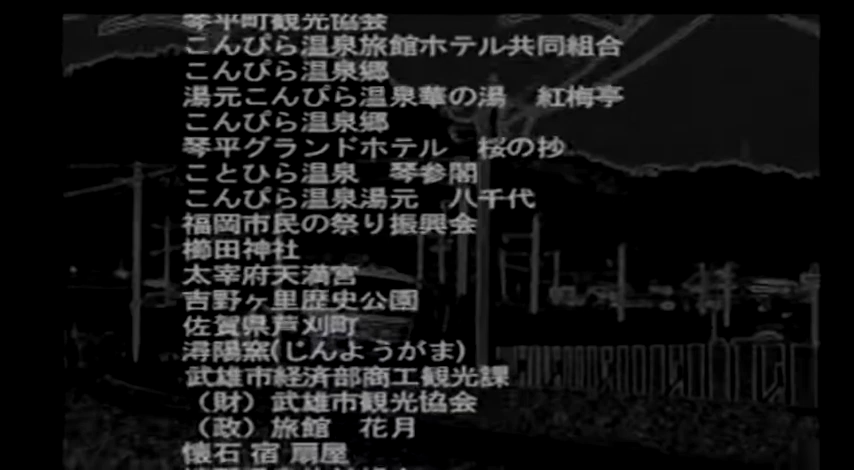 琴平町観光協会
こんぴら温泉旅館ホテル共同組合
こんぴら温泉郷
湯元こんぴら温泉華の湯　紅梅亭
こんぴら温泉郷
琴平グランドホテル　桜の抄
ことひら温泉　琴参閣
こんぴら温泉湯元　八千代
福岡市民の祭り振興会
櫛田神社
太宰府天満宮
吉野ヶ里歴史公園
佐賀県芦刈町
潯陽窯(じんようがま)
武雄市経済部商工観光課
（財）武雄市観光協会
（政）旅館　花月
懐石 宿 扇屋